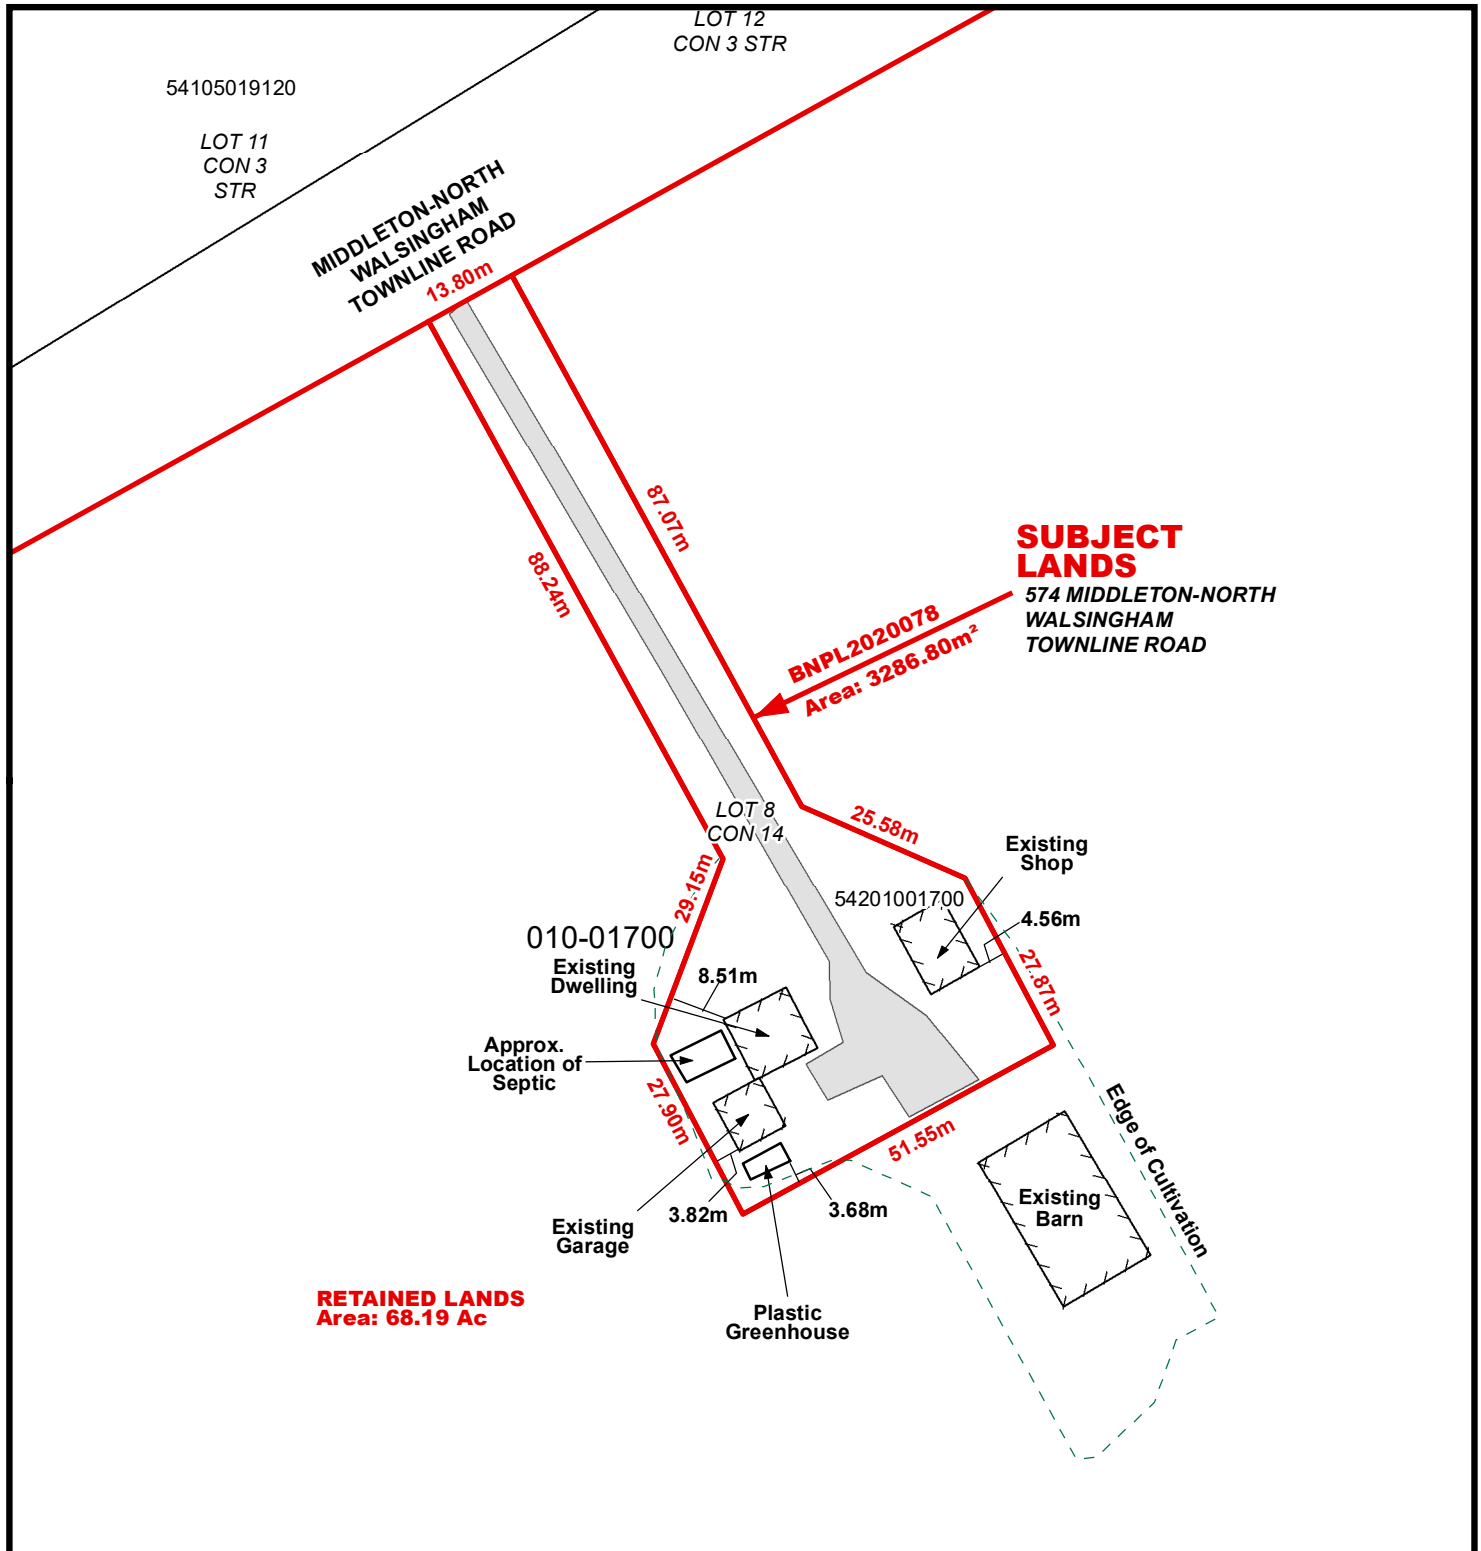 LOT 12
CON 3 STR
54105019120
LOT 11
CON 3
STR
MIDDLETON-NORTH
WALSINGHAM
TOWNLINE ROAD
13.80m
87.07m
88.24m
SUBJECT
LANDS
574 MIDDLETON-NORTH
WALSINGHAM
TOWNLINE ROAD
BNPL2020078
Area: 3286.80m²
LOT 8
CON 14
25.58m
Existing
Shop
29.15m
54201001700
4.56m
010-01700
Existing
Dwelling
8.51m
27.87m
Approx.
Location of
Septic
27.90m
51.55m
Edge of Cultivation
Existing
Barn
3.82m
3.68m
Existing
Garage
RETAINED LANDS
Area: 68.19 Ac
Plastic
Greenhouse